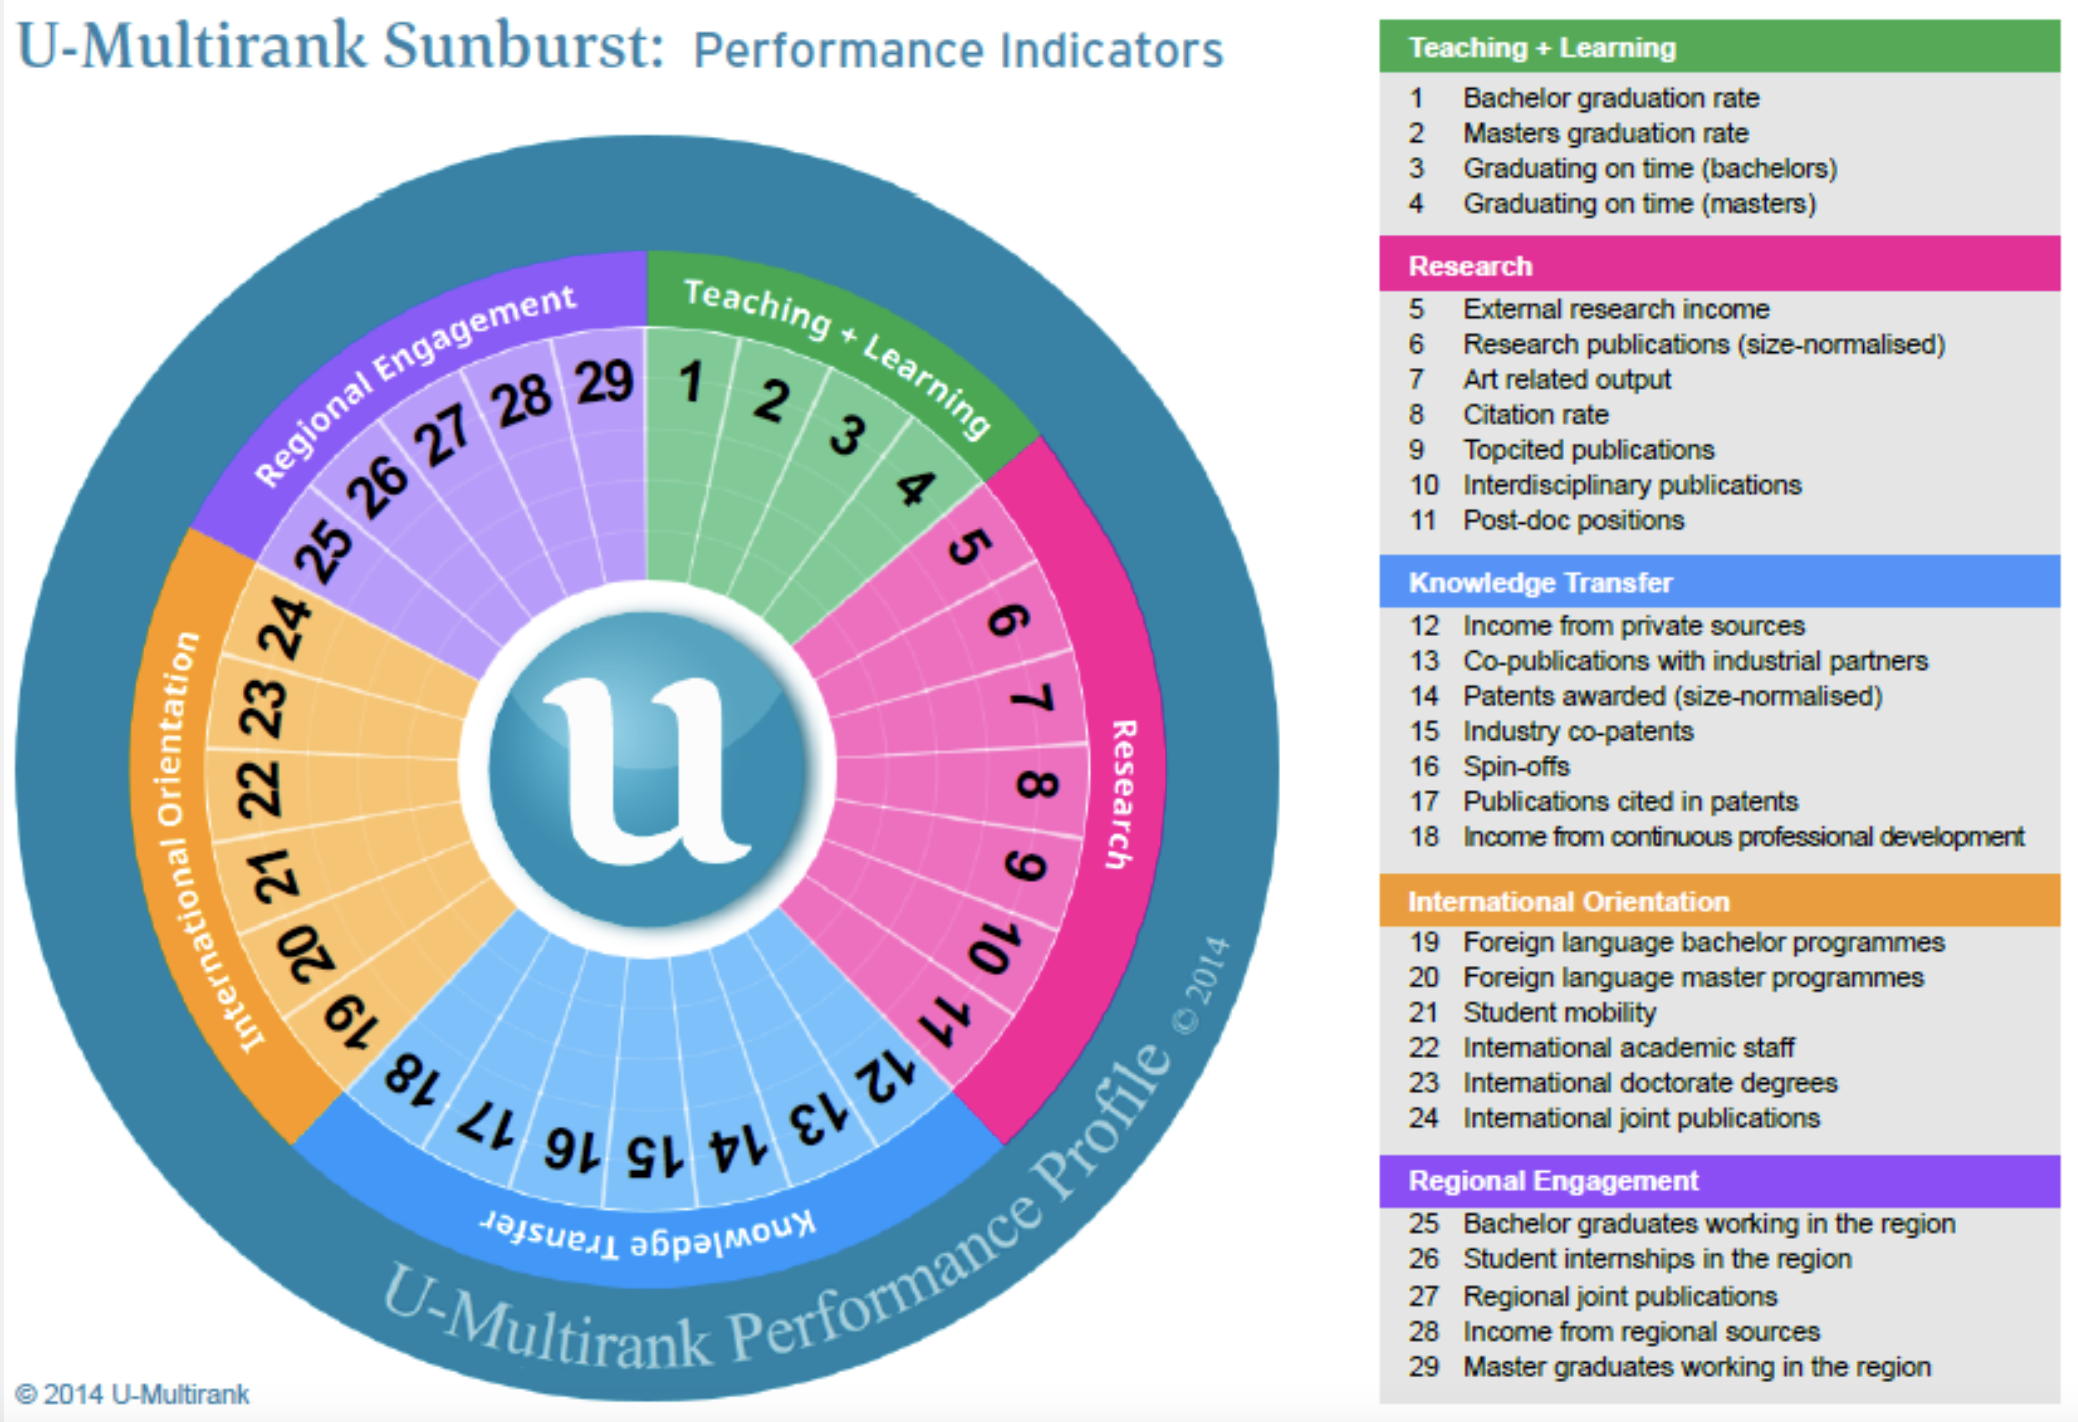 U-Multirank Sunburst: Performance Indicators
Teaching + Learning
1 Bachelor graduation rate
2 Masters graduation rate
3 Graduating on time (bachelors)
4 Graduating on time (masters)
Research
5 External research income
6 Research publications (size-normalised)
7 Art related output
8 Citation rate
9 Topcited publications
10 Interdisciplinary publications
11 Post-doc positions
Knowledge Transfer
12 Income from private sources
13 Co-publications with industrial partners
14 Patents awarded (size-normalised)
15 Industry co-patents
16 Spin-offs
17 Publications cited in patents
18 Income from continuous professional development
International Orientation
19 Foreign language bachelor programmes
20 Foreign language master programmes
21 Student mobility
22 International academic staff
23 International doctorate degrees
24 International joint publications
Regional Engagement
25 Bachelor graduates working in the region
26 Student internships in the region
27 Regional joint publications
28 Income from regional sources
29 Master graduates working in the region
Teaching + Learning
1
2
3
4
Research
5
6
7
8
9
10
11
Knowledge Transfer
12
13
14
15
16
17
18
International Orientation
19
20
21
22
23
24
Regional Engagement
25
26
27
28
29
u
U-Multirank Performance Profile © 2014
© 2014 U-Multirank